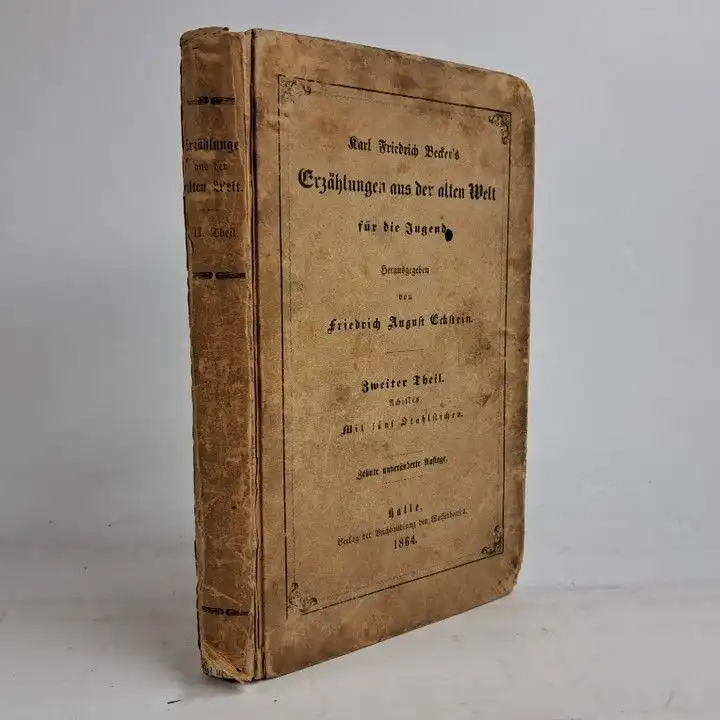 Erzählunge
aus der
alten Welt.
II. Theil.
Karl Friedrich Becker's
Erzählungen aus der alten Welt
für die Jugend
Herausgegeben
von
Friedrich August Eckstein.
Zweiter Theil.
Achilles
Mit fünf Stahlstichen.
Zehnte unveränderte Auflage.
Halle,
Verlag der Buchhandlung des Waisenhauses.
1864.